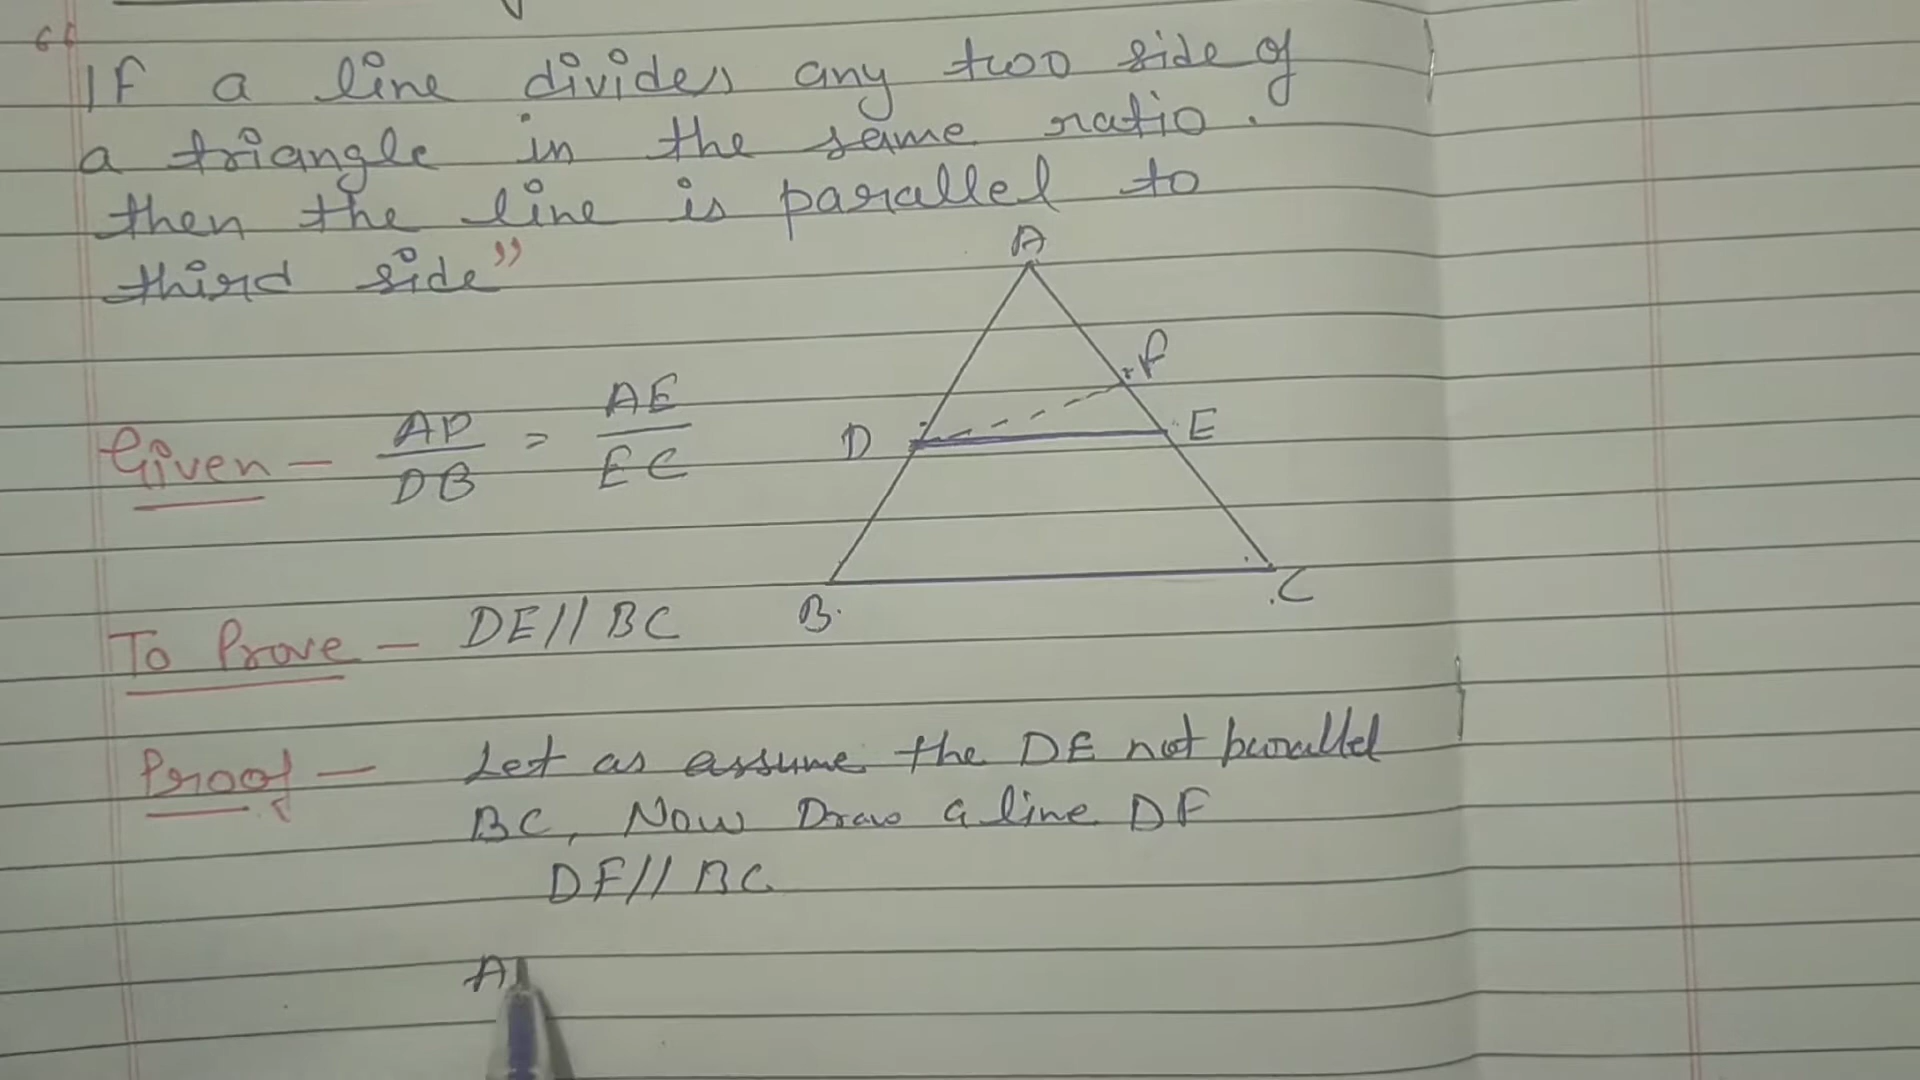 “
If a line divides any two side of
a triangle in the same ratio.
then the line is parallel to
third side”
A
F
Given – AD/DB = AE/EC
D
E
B
C
To Prove – DE//BC
Proof – Let as assume the DE not parallel
BC, Now Draw a line DF
DF// BC
A